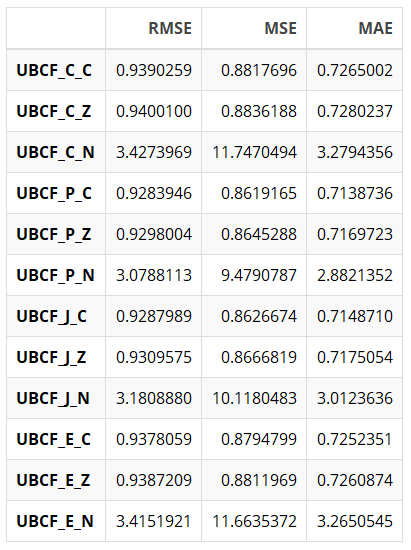 RMSE MSE MAE
UBCF_C_C 0.9390259 0.8817696 0.7265002
UBCF_C_Z 0.9400100 0.8836188 0.7280237
UBCF_C_N 3.4273969 11.7470494 3.2794356
UBCF_P_C 0.9283946 0.8619165 0.7138736
UBCF_P_Z 0.9298004 0.8645288 0.7169723
UBCF_P_N 3.0788113 9.4790787 2.8821352
UBCF_J_C 0.9287989 0.8626674 0.7148710
UBCF_J_Z 0.9309575 0.8666819 0.7175054
UBCF_J_N 3.1808880 10.1180483 3.0123636
UBCF_E_C 0.9378059 0.8794799 0.7252351
UBCF_E_Z 0.9387209 0.8811969 0.7260874
UBCF_E_N 3.4151921 11.6635372 3.2650545